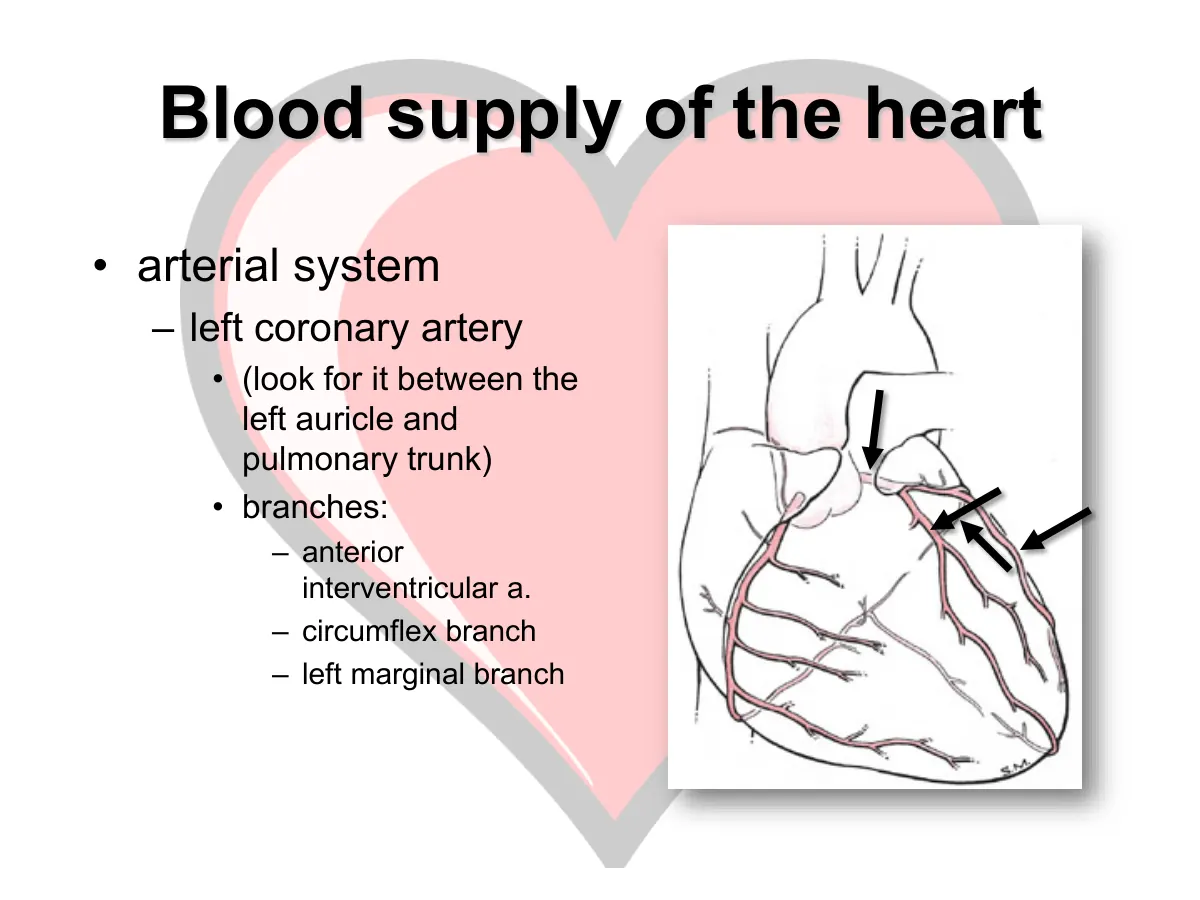 Blood supply of the heart
• arterial system
– left coronary artery
• (look for it between the
left auricle and
pulmonary trunk)
• branches:
– anterior
interventricular a.
– circumflex branch
– left marginal branch
S.M.